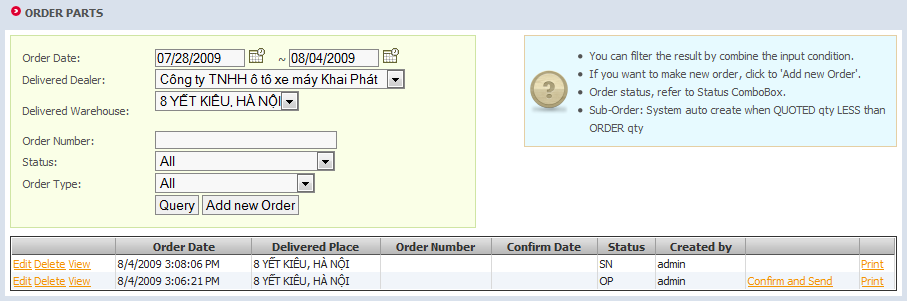 ORDER PARTS
Order Date: 07/28/2009 ~ 08/04/2009
Delivered Dealer: Công ty TNHH ô tô xe máy Khai Phát
Delivered Warehouse: 8 YẾT KIÊU, HÀ NỘI
Order Number:
Status: All
Order Type: All
Query Add new Order
• You can filter the result by combine the input condition.
• If you want to make new order, click to 'Add new Order'.
• Order status, refer to Status ComboBox.
• Sub-Order: System auto create when QUOTED qty LESS than
ORDER qty
Order Date Delivered Place Order Number Confirm Date Status Created by
Edit Delete View 8/4/2009 3:08:06 PM 8 YẾT KIÊU, HÀ NỘI SN admin Print
Edit Delete View 8/4/2009 3:06:21 PM 8 YẾT KIÊU, HÀ NỘI OP admin Confirm and Send Print